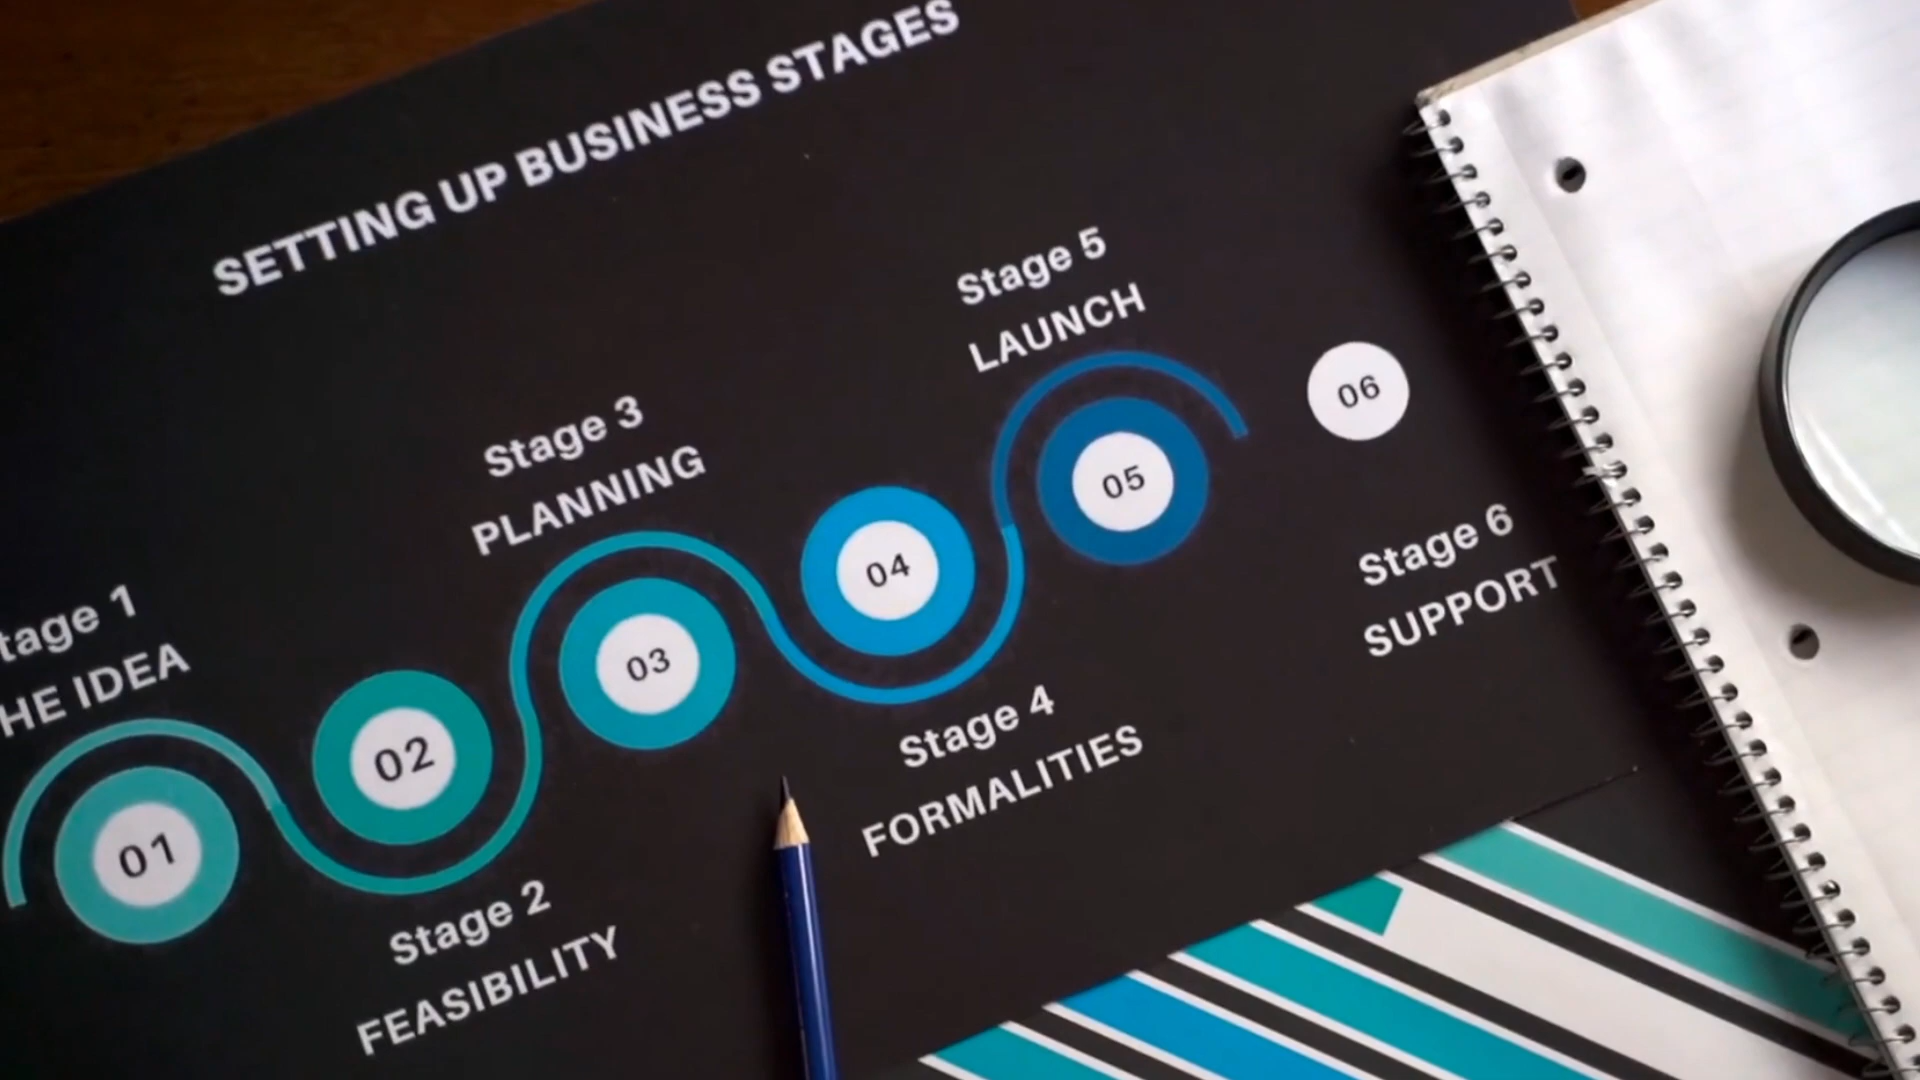 SETTING UP BUSINESS STAGES
tage 1
HE IDEA
01
02
Stage 2
FEASIBILITY
Stage 3
PLANNING
03
04
Stage 4
FORMALITIES
Stage 5
LAUNCH
05
06
Stage 6
SUPPORT